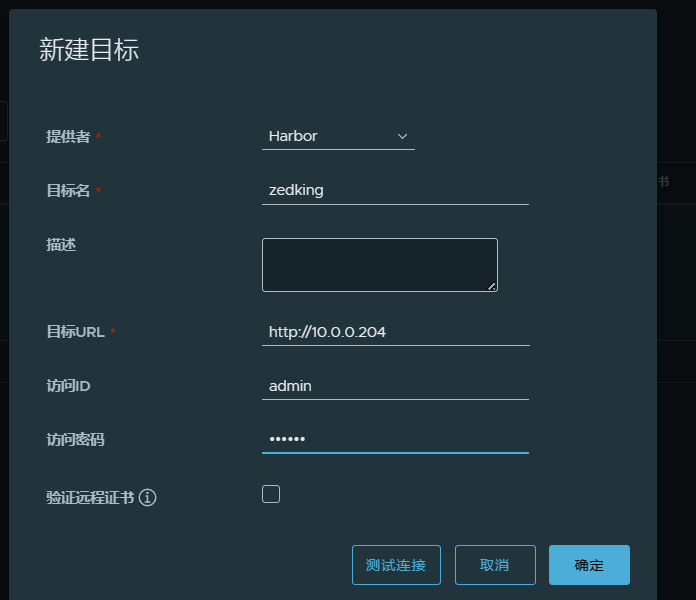 新建目标
提供者 * Harbor
目标名 * zedking
描述
目标URL * http://10.0.0.204
访问ID admin
访问密码 ••••••
验证远程证书
书
测试连接 取消 确定